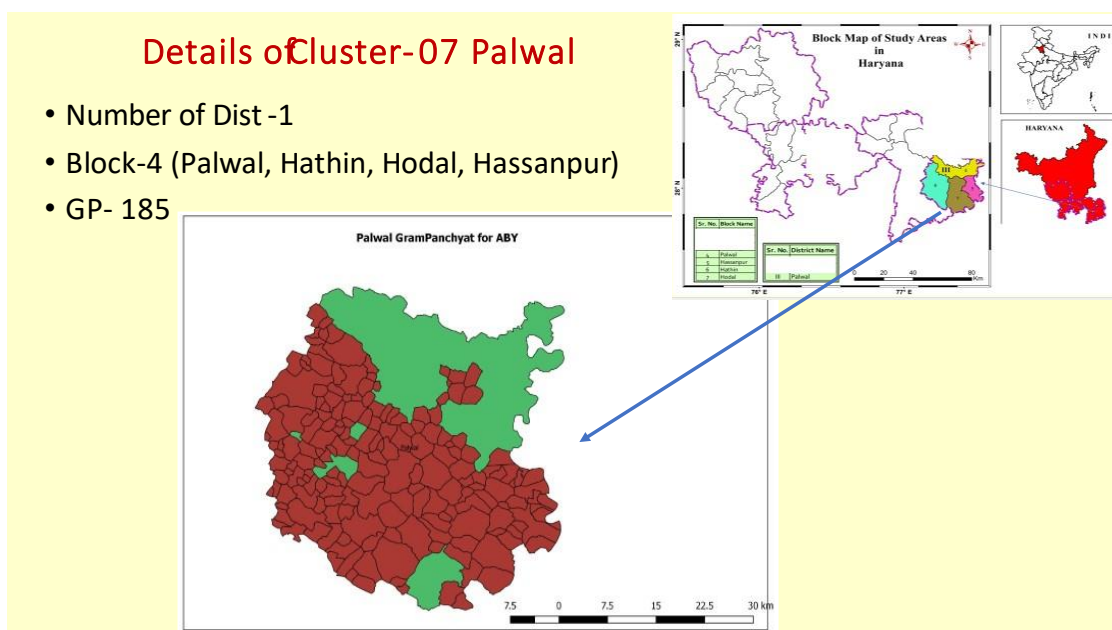 Details of Cluster-07 Palwal
• Number of Dist -1
• Block-4 (Palwal, Hathin, Hodal, Hassanpur)
• GP- 185
Palwal GramPanchyat for ABY
Palwal
7.5 0 7.5 15 22.5 30 km
Block Map of Study Areas
in
Haryana
N
W E
S
29° N
28° N
III
Sr. No. Block Name
4 Palwal
5 Hassanpur
6 Hathin
7 Hodal
Sr. No. District Name
III Palwal
0 20 40 80
Km
76° E 77° E
INDI
HARYANA